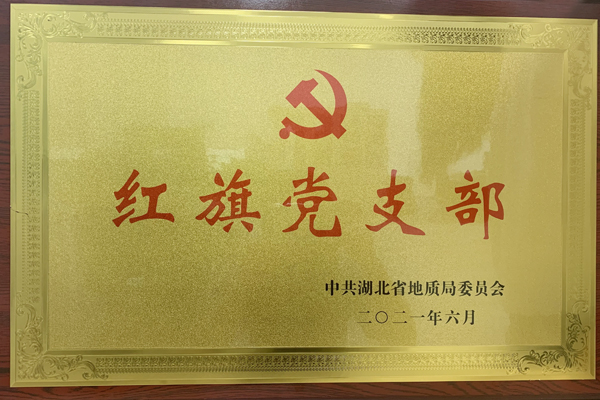 红旗党支部
中共湖北省地质局委员会
二〇二一年六月